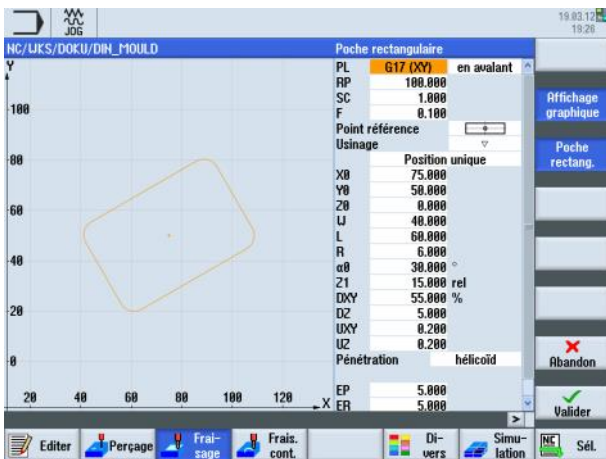 JOG
19.03.12
19:26
NC/WKS/DOKU/DIN_MOULD
Poche rectangulaire
Y
100
80
60
40
20
0
20 40 60 80 100 120
X
PL G17 (XY) en avalant
RP 100.000
SC 1.000
F 0.100
Point référence
Usinage ▽
Position unique
X0 75.000
Y0 50.000
Z0 0.000
W 40.000
L 60.000
R 6.000
α0 30.000 °
Z1 15.000 rel
DXY 55.000 %
DZ 5.000
UXY 0.200
UZ 0.200
Pénétration hélicoïd
EP 5.000
ER 5.000
>
Affichage
graphique
Poche
rectang.
Abandon
Valider
Editer
Perçage
Frai-
sage
Frais.
cont.
Di-
vers
Simu-
lation
NC
Sél.